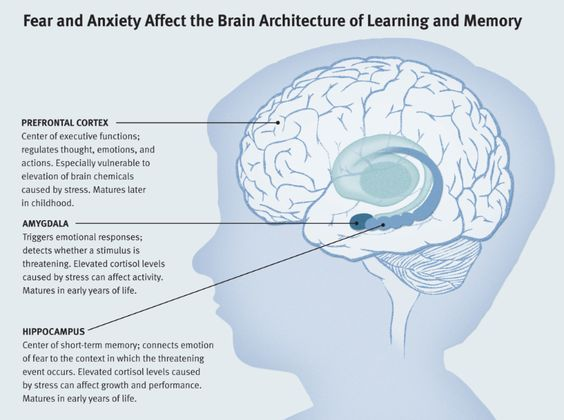 Fear and Anxiety Affect the Brain Architecture of Learning and Memory
PREFRONTAL CORTEX
Center of executive functions;
regulates thought, emotions, and
actions. Especially vulnerable to
elevation of brain chemicals
caused by stress. Matures later
in childhood.
AMYGDALA
Triggers emotional responses;
detects whether a stimulus is
threatening. Elevated cortisol levels
caused by stress can affect activity.
Matures in early years of life.
HIPPOCAMPUS
Center of short-term memory; connects emotion
of fear to the context in which the threatening
event occurs. Elevated cortisol levels caused
by stress can affect growth and performance.
Matures in early years of life.